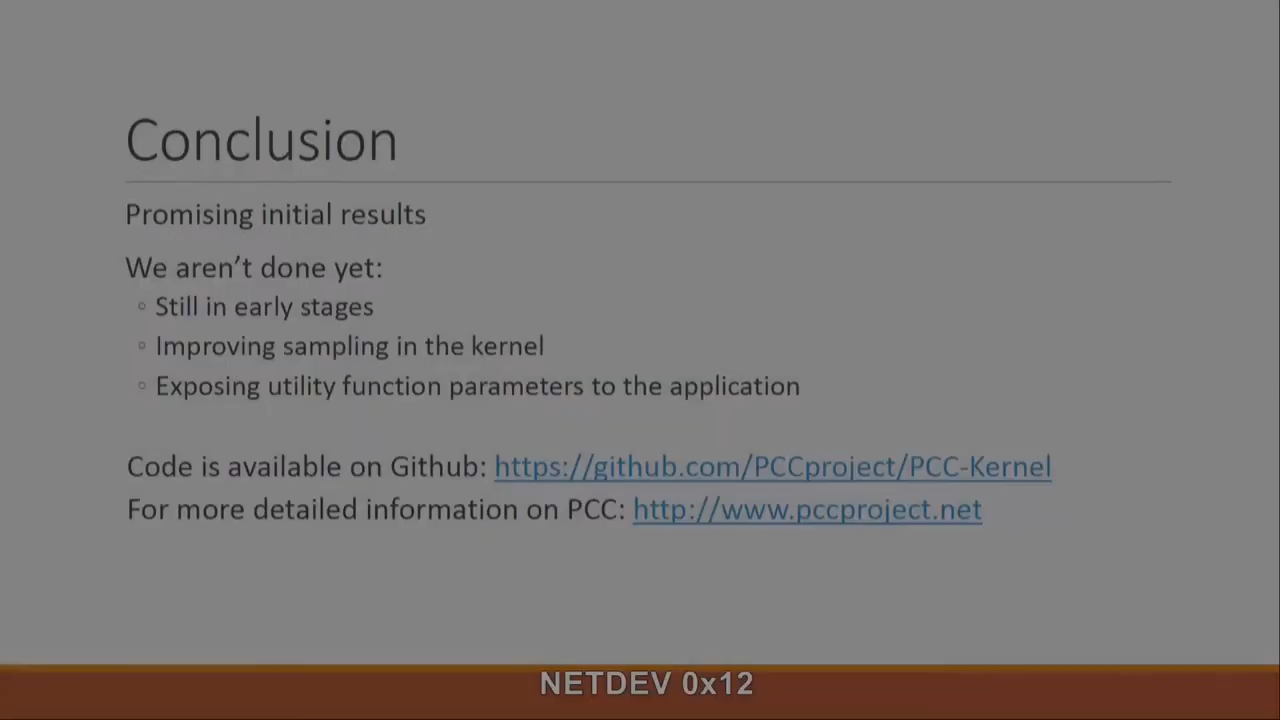 Conclusion
Promising initial results
We aren’t done yet:
◦ Still in early stages
◦ Improving sampling in the kernel
◦ Exposing utility function parameters to the application
Code is available on Github: https://github.com/PCCproject/PCC-Kernel
For more detailed information on PCC: http://www.pccproject.net
NETDEV 0x12